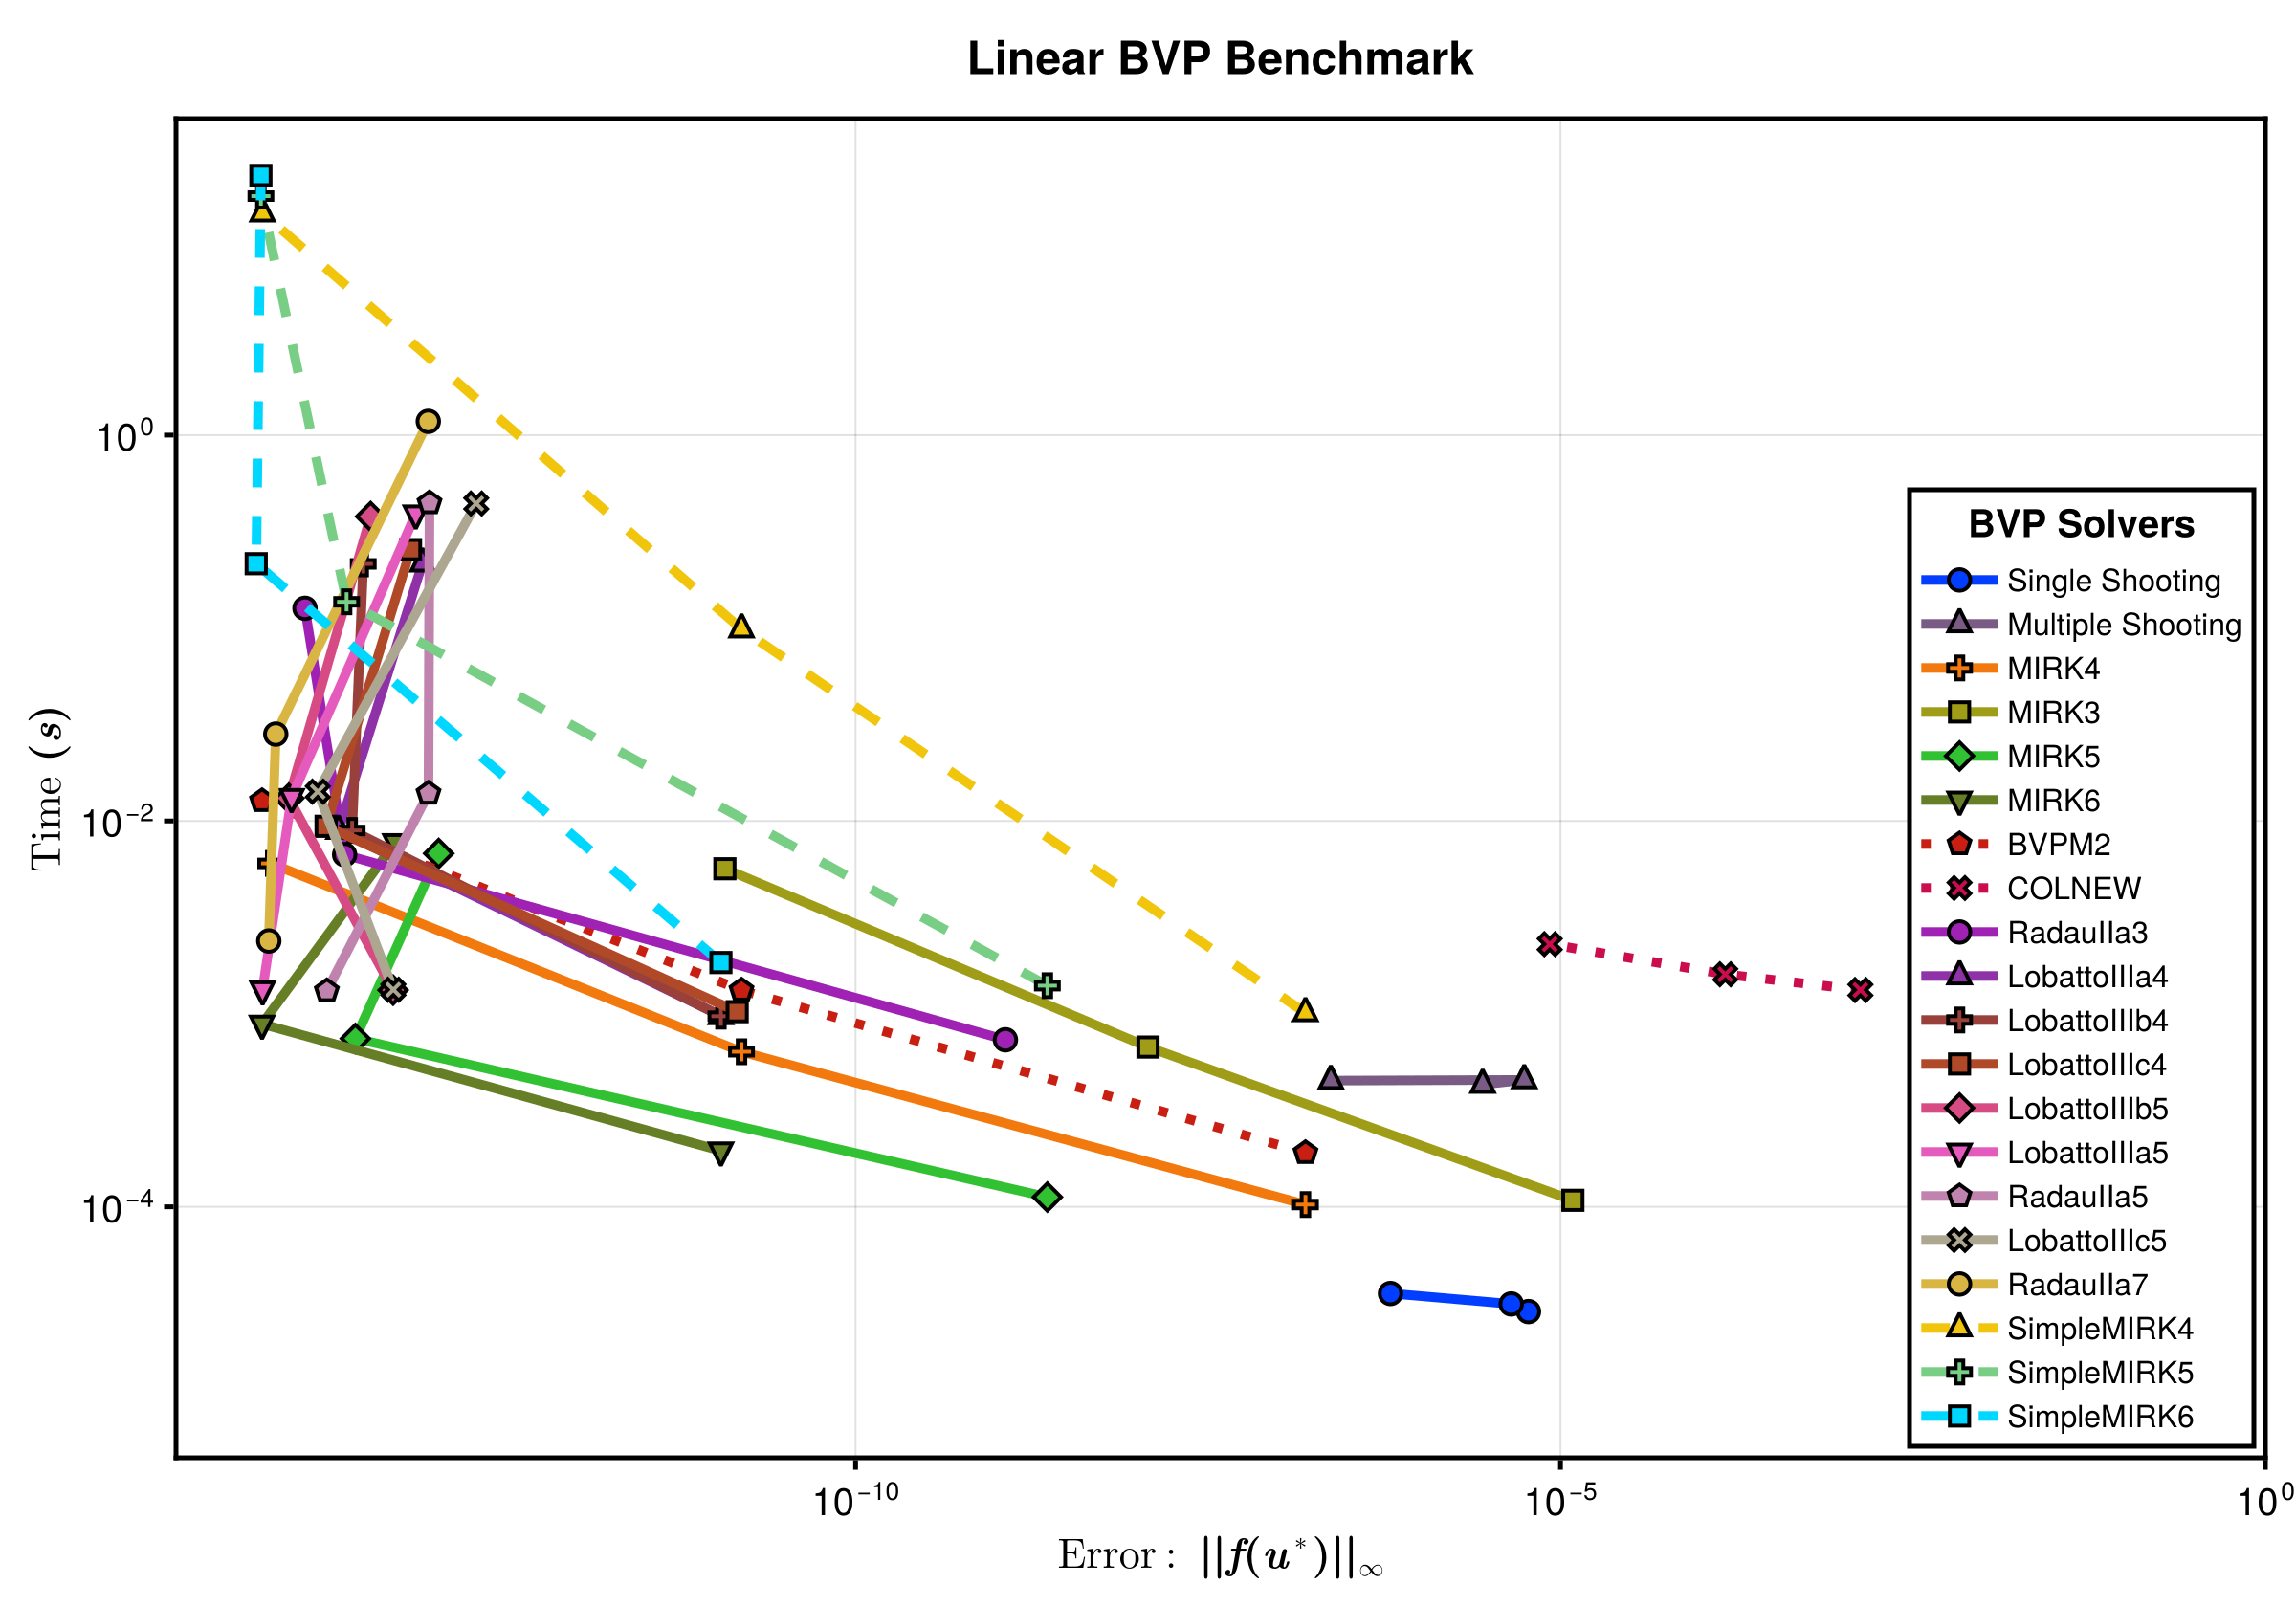 Linear BVP Benchmark
Time (s)
10⁰
10⁻²
10⁻⁴
BVP Solvers
Single Shooting
Multiple Shooting
MIRK4
MIRK3
MIRK5
MIRK6
BVPM2
COLNEW
RadauIIa3
LobattoIIIa4
LobattoIIIb4
LobattoIIIc4
LobattoIIIb5
LobattoIIIa5
RadauIIa5
LobattoIIIc5
RadauIIa7
SimpleMIRK4
SimpleMIRK5
SimpleMIRK6
10⁻¹⁰ 10⁻⁵ 10⁰
Error : ||f(u*)||∞